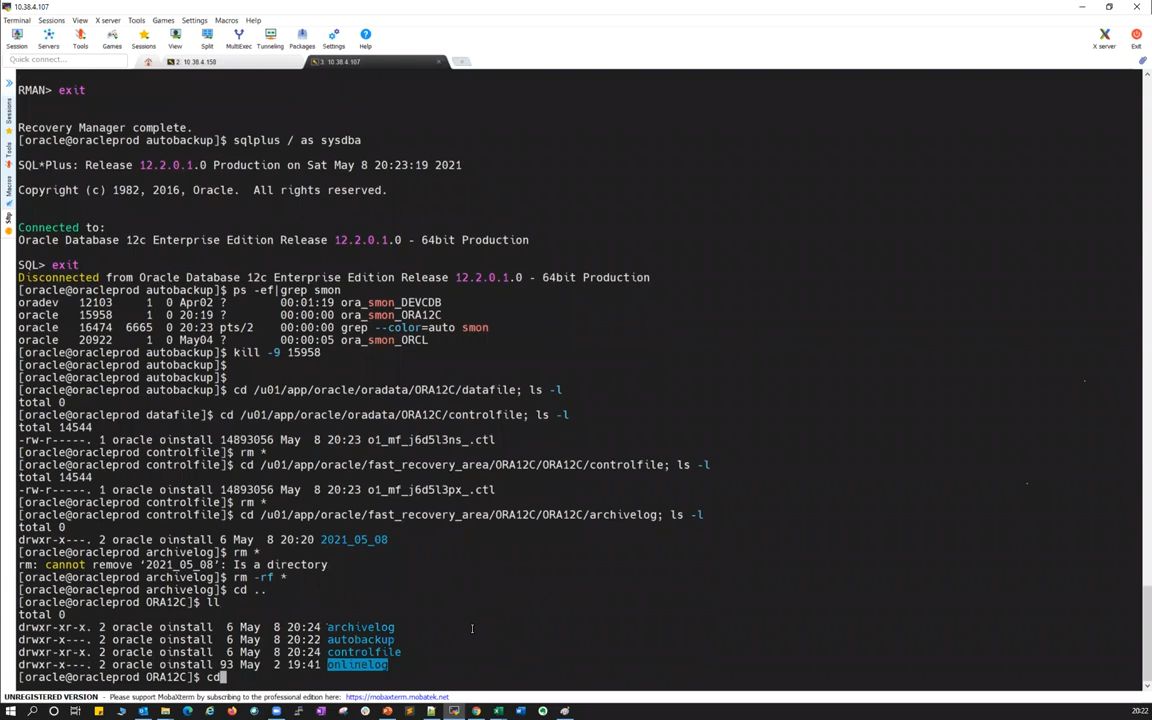 10.38.4.107
Terminal Sessions View X server Tools Games Settings Macros Help
Session Servers Tools Games Sessions View Split MultiExec Tunneling Packages Settings Help X server Exit
Quick connect...
2. 10.38.4.158
3. 10.38.4.107
Sessions
Tools
Macros
Sftp
RMAN> exit
Recovery Manager complete.
[oracle@oracleprod autobackup]$ sqlplus / as sysdba
SQL*Plus: Release 12.2.0.1.0 Production on Sat May 8 20:23:19 2021
Copyright (c) 1982, 2016, Oracle.  All rights reserved.
Connected to:
Oracle Database 12c Enterprise Edition Release 12.2.0.1.0 - 64bit Production
SQL> exit
Disconnected from Oracle Database 12c Enterprise Edition Release 12.2.0.1.0 - 64bit Production
[oracle@oracleprod autobackup]$ ps -ef|grep smon
oradev   12103     1  0 Apr02 ?        00:01:19 ora_smon_DEVCDB
oracle   15958     1  0 20:19 ?        00:00:00 ora_smon_ORA12C
oracle   16474  6665  0 20:23 pts/2    00:00:00 grep --color=auto smon
oracle   20922     1  0 May04 ?        00:00:05 ora_smon_ORCL
[oracle@oracleprod autobackup]$ kill -9 15958
[oracle@oracleprod autobackup]$
[oracle@oracleprod autobackup]$
[oracle@oracleprod autobackup]$ cd /u01/app/oracle/oradata/ORA12C/datafile; ls -l
total 0
[oracle@oracleprod datafile]$ cd /u01/app/oracle/oradata/ORA12C/controlfile; ls -l
total 14544
-rw-r-----. 1 oracle oinstall 14893056 May  8 20:23 o1_mf_j6d5l3ns_.ctl
[oracle@oracleprod controlfile]$ rm *
[oracle@oracleprod controlfile]$ cd /u01/app/oracle/fast_recovery_area/ORA12C/ORA12C/controlfile; ls -l
total 14544
-rw-r-----. 1 oracle oinstall 14893056 May  8 20:23 o1_mf_j6d5l3px_.ctl
[oracle@oracleprod controlfile]$ rm *
[oracle@oracleprod controlfile]$ cd /u01/app/oracle/fast_recovery_area/ORA12C/ORA12C/archivelog; ls -l
total 0
drwxr-x---. 2 oracle oinstall 6 May  8 20:20 2021_05_08
[oracle@oracleprod archivelog]$ rm *
rm: cannot remove ‘2021_05_08’: Is a directory
[oracle@oracleprod archivelog]$ rm -rf *
[oracle@oracleprod archivelog]$ cd ..
[oracle@oracleprod ORA12C]$ ll
total 0
drwxr-xr-x. 2 oracle oinstall  6 May  8 20:24 archivelog
drwxr-x---. 2 oracle oinstall  6 May  8 20:22 autobackup
drwxr-x---. 2 oracle oinstall  6 May  8 20:24 controlfile
drwxr-x---. 2 oracle oinstall 93 May  2 19:41 onlinelog
[oracle@oracleprod ORA12C]$ cd
UNREGISTERED VERSION - Please support MobaXterm by subscribing to the professional edition here: https://mobaxterm.mobatek.net
20:22